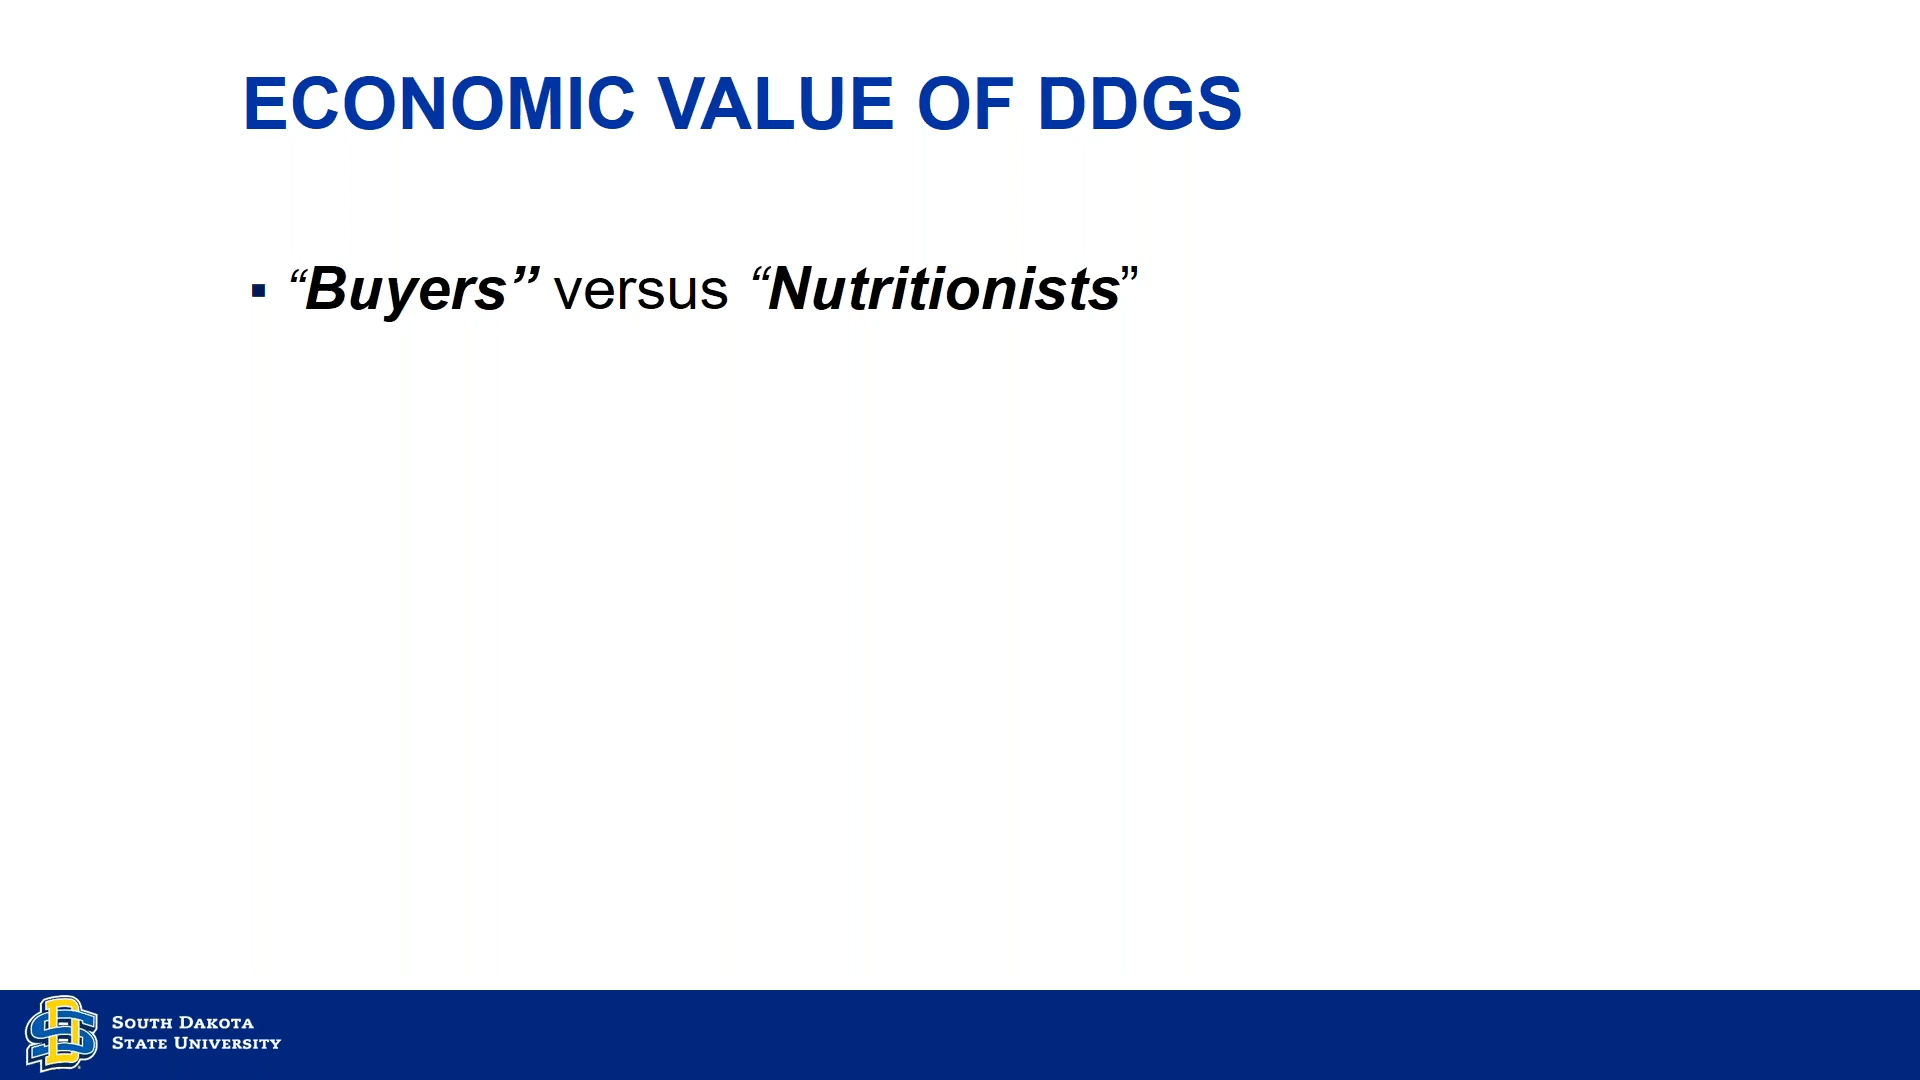 ECONOMIC VALUE OF DDGS
▪ “Buyers” versus “Nutritionists”
South Dakota
State University